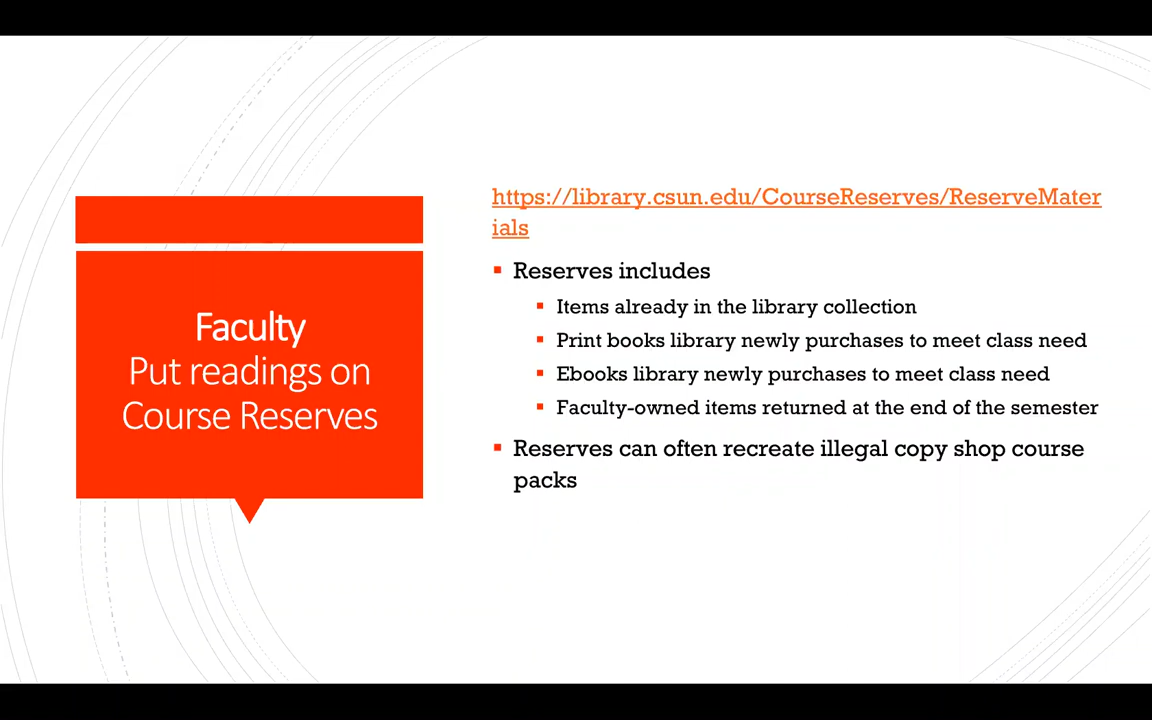 Faculty
Put readings on
Course Reserves
https://library.csun.edu/CourseReserves/ReserveMater
ials
Reserves includes
Items already in the library collection
Print books library newly purchases to meet class need
Ebooks library newly purchases to meet class need
Faculty-owned items returned at the end of the semester
Reserves can often recreate illegal copy shop course
packs